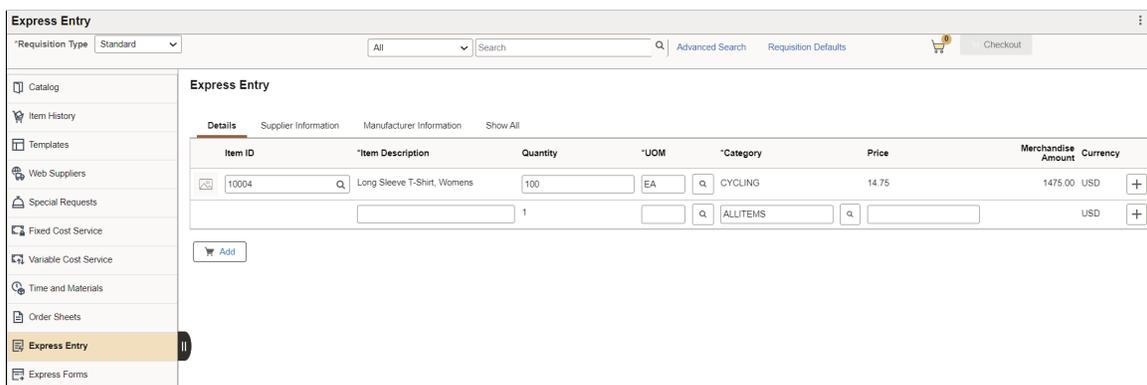 Express Entry
*Requisition Type Standard
All Search Advanced Search Requisition Defaults 0 Checkout
Catalog
Item History
Templates
Web Suppliers
Special Requests
Fixed Cost Service
Variable Cost Service
Time and Materials
Order Sheets
Express Entry
Express Forms
Express Entry
Details Supplier Information Manufacturer Information Show All
Item ID *Item Description Quantity *UOM *Category Price Merchandise Amount Currency
10004 Long Sleeve T-Shirt, Womens 100 EA CYCLING 14.75 1475.00 USD
1 ALLITEMS USD
Add